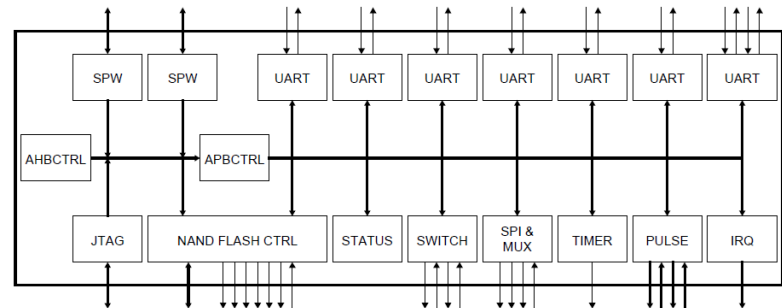 SPW
SPW
UART
UART
UART
UART
UART
UART
UART
AHBCTRL
APBCTRL
JTAG
NAND FLASH CTRL
STATUS
SWITCH
SPI &
MUX
TIMER
PULSE
IRQ